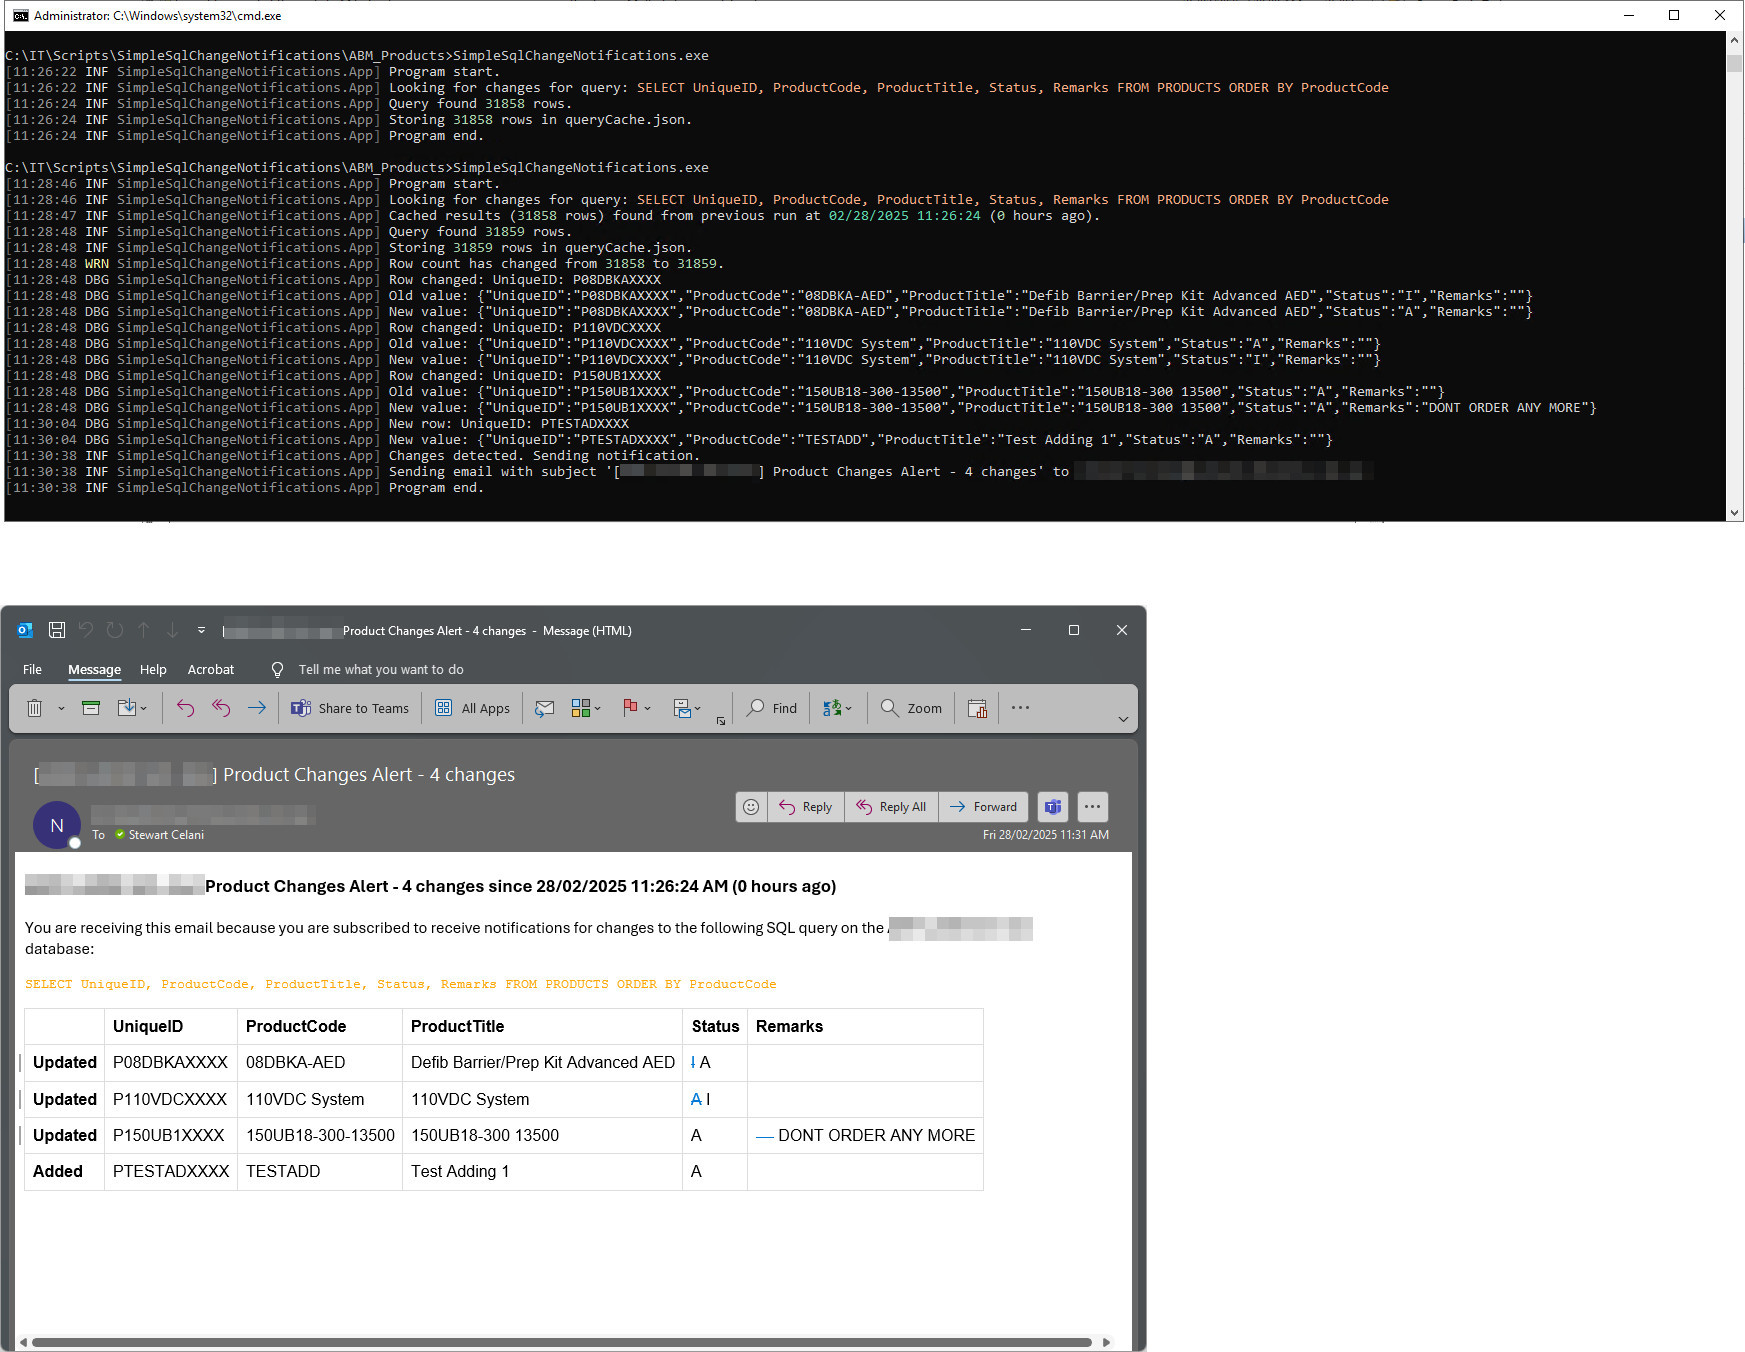 Administrator: C:\Windows\system32\cmd.exe
C:\IT\Scripts\SimpleSqlChangeNotifications\ABM_Products>SimpleSqlChangeNotifications.exe
[11:26:22 INF SimpleSqlChangeNotifications.App] Program start.
[11:26:22 INF SimpleSqlChangeNotifications.App] Looking for changes for query: SELECT UniqueID, ProductCode, ProductTitle, Status, Remarks FROM PRODUCTS ORDER BY ProductCode
[11:26:24 INF SimpleSqlChangeNotifications.App] Query found 31858 rows.
[11:26:24 INF SimpleSqlChangeNotifications.App] Storing 31858 rows in queryCache.json.
[11:26:24 INF SimpleSqlChangeNotifications.App] Program end.
C:\IT\Scripts\SimpleSqlChangeNotifications\ABM_Products>SimpleSqlChangeNotifications.exe
[11:28:46 INF SimpleSqlChangeNotifications.App] Program start.
[11:28:46 INF SimpleSqlChangeNotifications.App] Looking for changes for query: SELECT UniqueID, ProductCode, ProductTitle, Status, Remarks FROM PRODUCTS ORDER BY ProductCode
[11:28:47 INF SimpleSqlChangeNotifications.App] Cached results (31858 rows) found from previous run at 02/28/2025 11:26:24 (0 hours ago).
[11:28:48 INF SimpleSqlChangeNotifications.App] Query found 31859 rows.
[11:28:48 INF SimpleSqlChangeNotifications.App] Storing 31859 rows in queryCache.json.
[11:28:48 WRN SimpleSqlChangeNotifications.App] Row count has changed from 31858 to 31859.
[11:28:48 DBG SimpleSqlChangeNotifications.App] Row changed: UniqueID: P08DBKAXXXX
[11:28:48 DBG SimpleSqlChangeNotifications.App] Old value: {"UniqueID":"P08DBKAXXXX","ProductCode":"08DBKA-AED","ProductTitle":"Defib Barrier/Prep Kit Advanced AED","Status":"I","Remarks":""}
[11:28:48 DBG SimpleSqlChangeNotifications.App] New value: {"UniqueID":"P08DBKAXXXX","ProductCode":"08DBKA-AED","ProductTitle":"Defib Barrier/Prep Kit Advanced AED","Status":"A","Remarks":""}
[11:28:48 DBG SimpleSqlChangeNotifications.App] Row changed: UniqueID: P110VDCXXXX
[11:28:48 DBG SimpleSqlChangeNotifications.App] Old value: {"UniqueID":"P110VDCXXXX","ProductCode":"110VDC System","ProductTitle":"110VDC System","Status":"A","Remarks":""}
[11:28:48 DBG SimpleSqlChangeNotifications.App] New value: {"UniqueID":"P110VDCXXXX","ProductCode":"110VDC System","ProductTitle":"110VDC System","Status":"I","Remarks":""}
[11:28:48 DBG SimpleSqlChangeNotifications.App] Row changed: UniqueID: P150UB1XXXX
[11:28:48 DBG SimpleSqlChangeNotifications.App] Old value: {"UniqueID":"P150UB1XXXX","ProductCode":"150UB18-300-13500","ProductTitle":"150UB18-300 13500","Status":"A","Remarks":""}
[11:28:48 DBG SimpleSqlChangeNotifications.App] New value: {"UniqueID":"P150UB1XXXX","ProductCode":"150UB18-300-13500","ProductTitle":"150UB18-300 13500","Status":"A","Remarks":"DONT ORDER ANY MORE"}
[11:30:04 DBG SimpleSqlChangeNotifications.App] New row: UniqueID: PTESTADXXXX
[11:30:04 DBG SimpleSqlChangeNotifications.App] New value: {"UniqueID":"PTESTADXXXX","ProductCode":"TESTADD","ProductTitle":"Test Adding 1","Status":"A","Remarks":""}
[11:30:38 INF SimpleSqlChangeNotifications.App] Changes detected. Sending notification.
[11:30:38 INF SimpleSqlChangeNotifications.App] Sending email with subject '[ ] Product Changes Alert - 4 changes' to
[11:30:38 INF SimpleSqlChangeNotifications.App] Program end.
Product Changes Alert - 4 changes - Message (HTML)
File Message Help Acrobat Tell me what you want to do
Share to Teams All Apps Find Zoom
[ ] Product Changes Alert - 4 changes
Reply Reply All Forward
N
To Stewart Celani
Fri 28/02/2025 11:31 AM
Product Changes Alert - 4 changes since 28/02/2025 11:26:24 AM (0 hours ago)
You are receiving this email because you are subscribed to receive notifications for changes to the following SQL query on the
database:
SELECT UniqueID, ProductCode, ProductTitle, Status, Remarks FROM PRODUCTS ORDER BY ProductCode
UniqueID ProductCode ProductTitle Status Remarks
Updated P08DBKAXXXX 08DBKA-AED Defib Barrier/Prep Kit Advanced AED I A
Updated P110VDCXXXX 110VDC System 110VDC System A I
Updated P150UB1XXXX 150UB18-300-13500 150UB18-300 13500 A — DONT ORDER ANY MORE
Added PTESTADXXXX TESTADD Test Adding 1 A